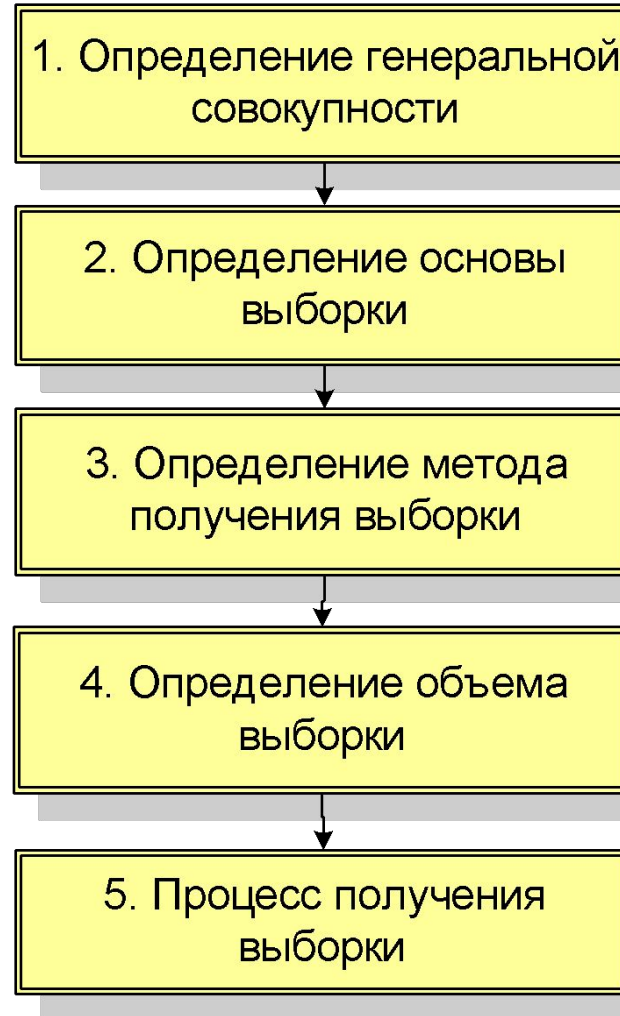 1. Определение генеральной
совокупности
2. Определение основы
выборки
3. Определение метода
получения выборки
4. Определение объема
выборки
5. Процесс получения
выборки